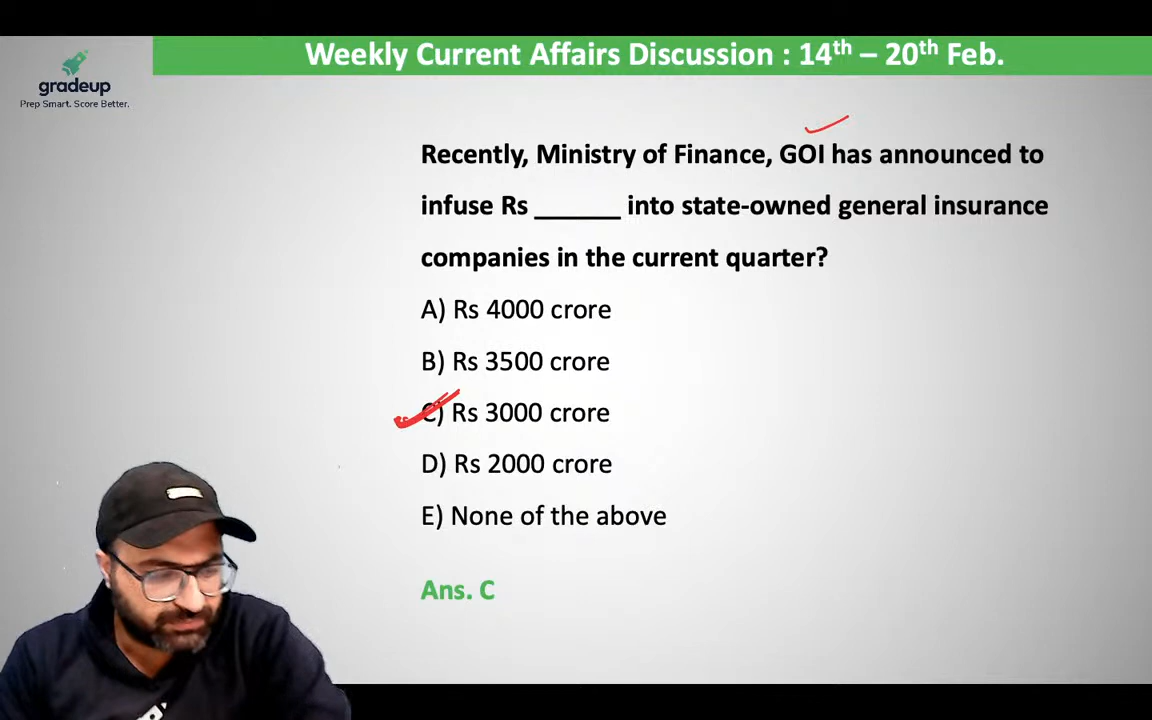 Weekly Current Affairs Discussion : 14th – 20th Feb.
gradeup
Prep Smart. Score Better.
Recently, Ministry of Finance, GOI has announced to
infuse Rs ______ into state-owned general insurance
companies in the current quarter?
A) Rs 4000 crore
B) Rs 3500 crore
C) Rs 3000 crore
D) Rs 2000 crore
E) None of the above
Ans. C